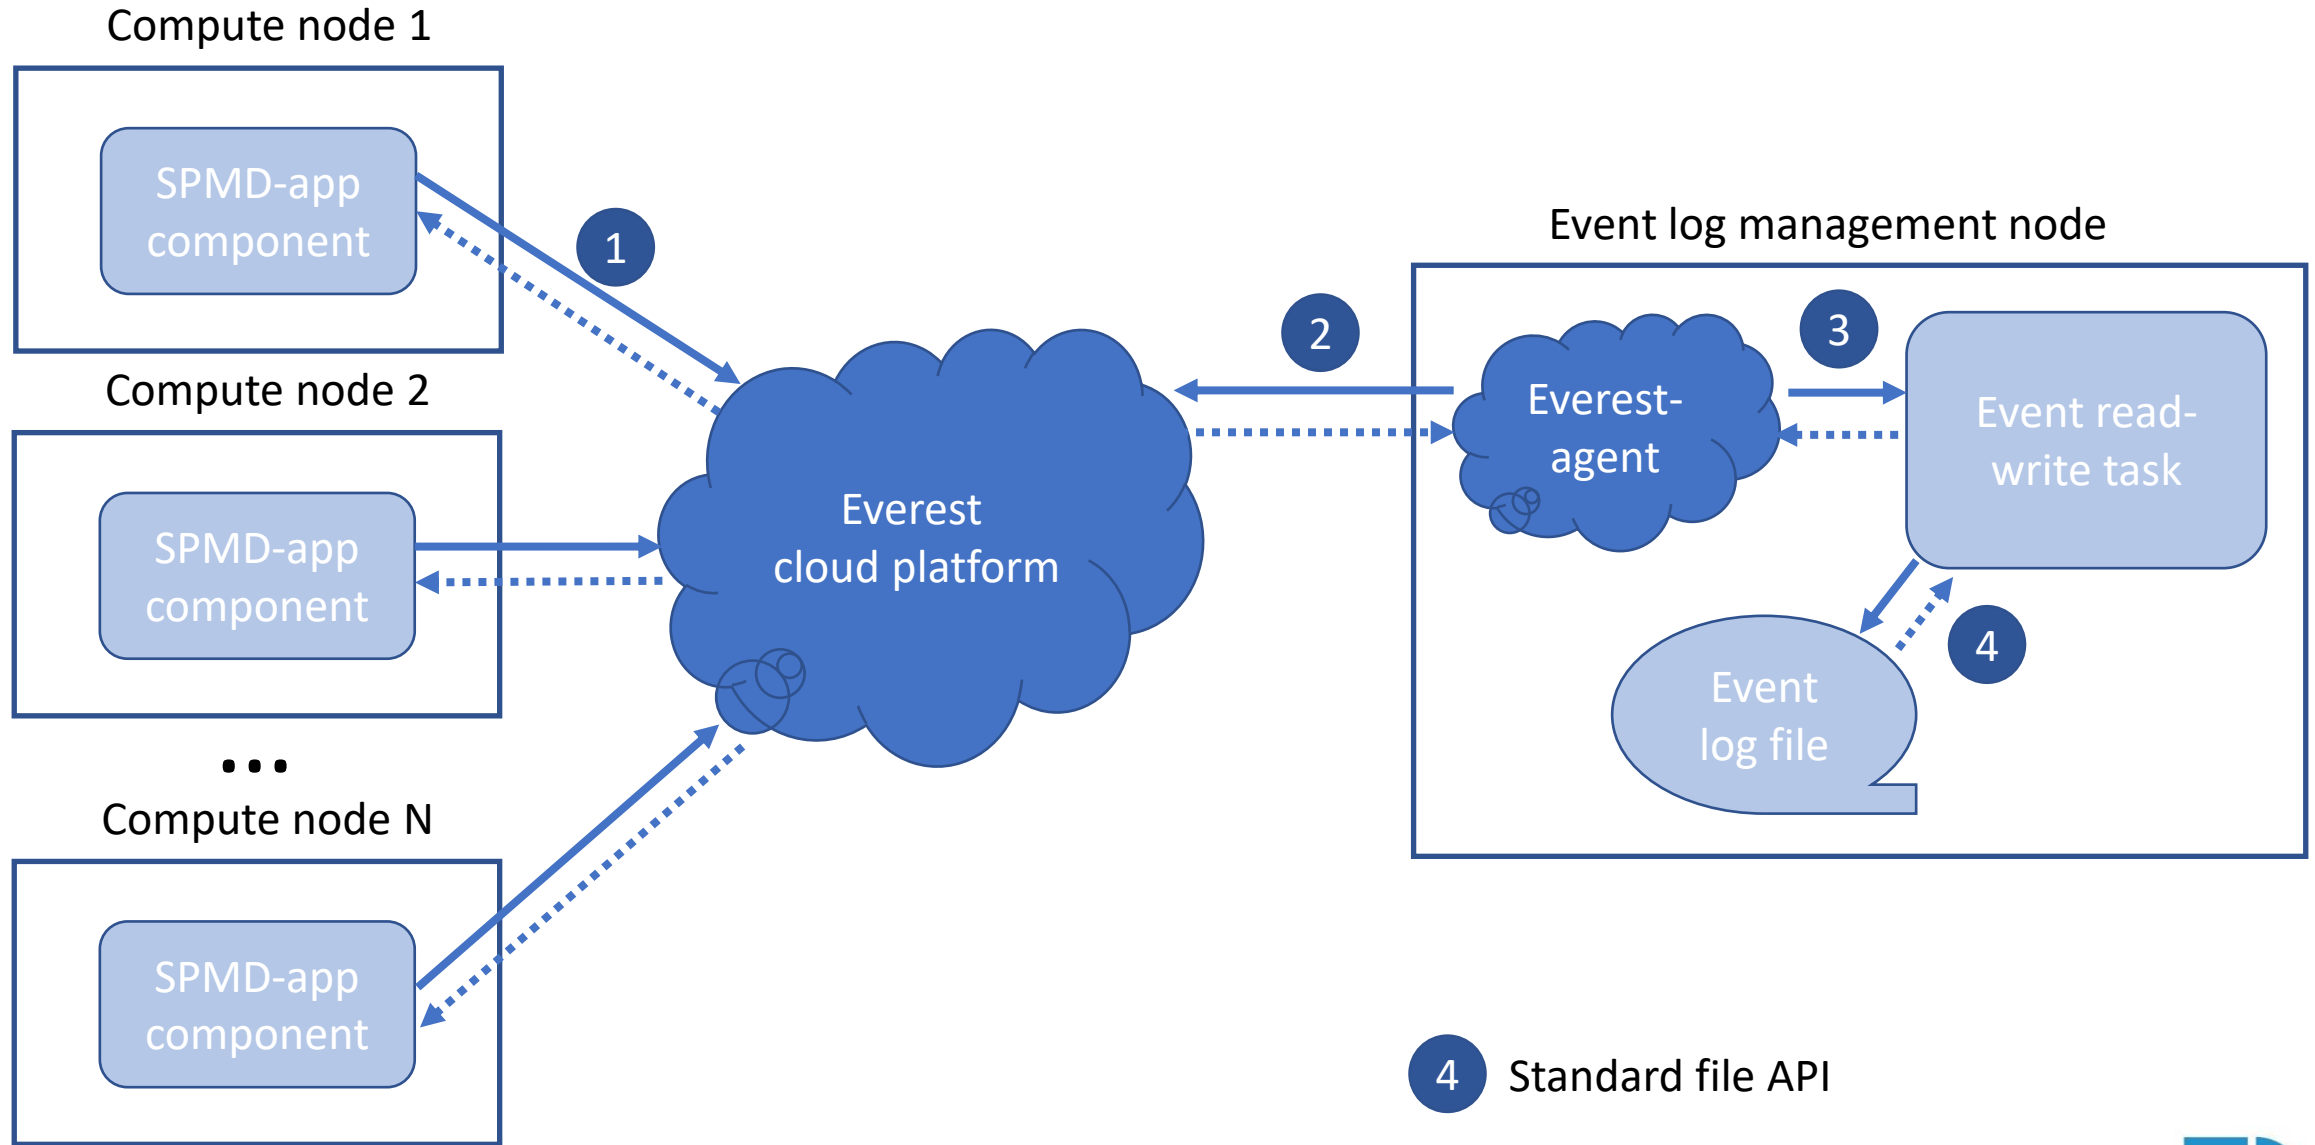 Compute node 1
SPMD-app
component
1
Compute node 2
SPMD-app
component
...
Compute node N
SPMD-app
component
Everest
cloud platform
2
Event log management node
Everest-
agent
3
Event read-
write task
4
Event
log file
4 Standard file API